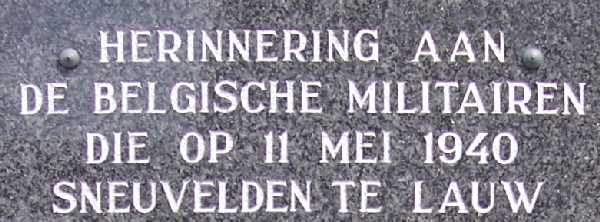 HERINNERING AAN
DE BELGISCHE MILITAIREN
DIE OP 11 MEI 1940
SNEUVELDEN TE LAUW